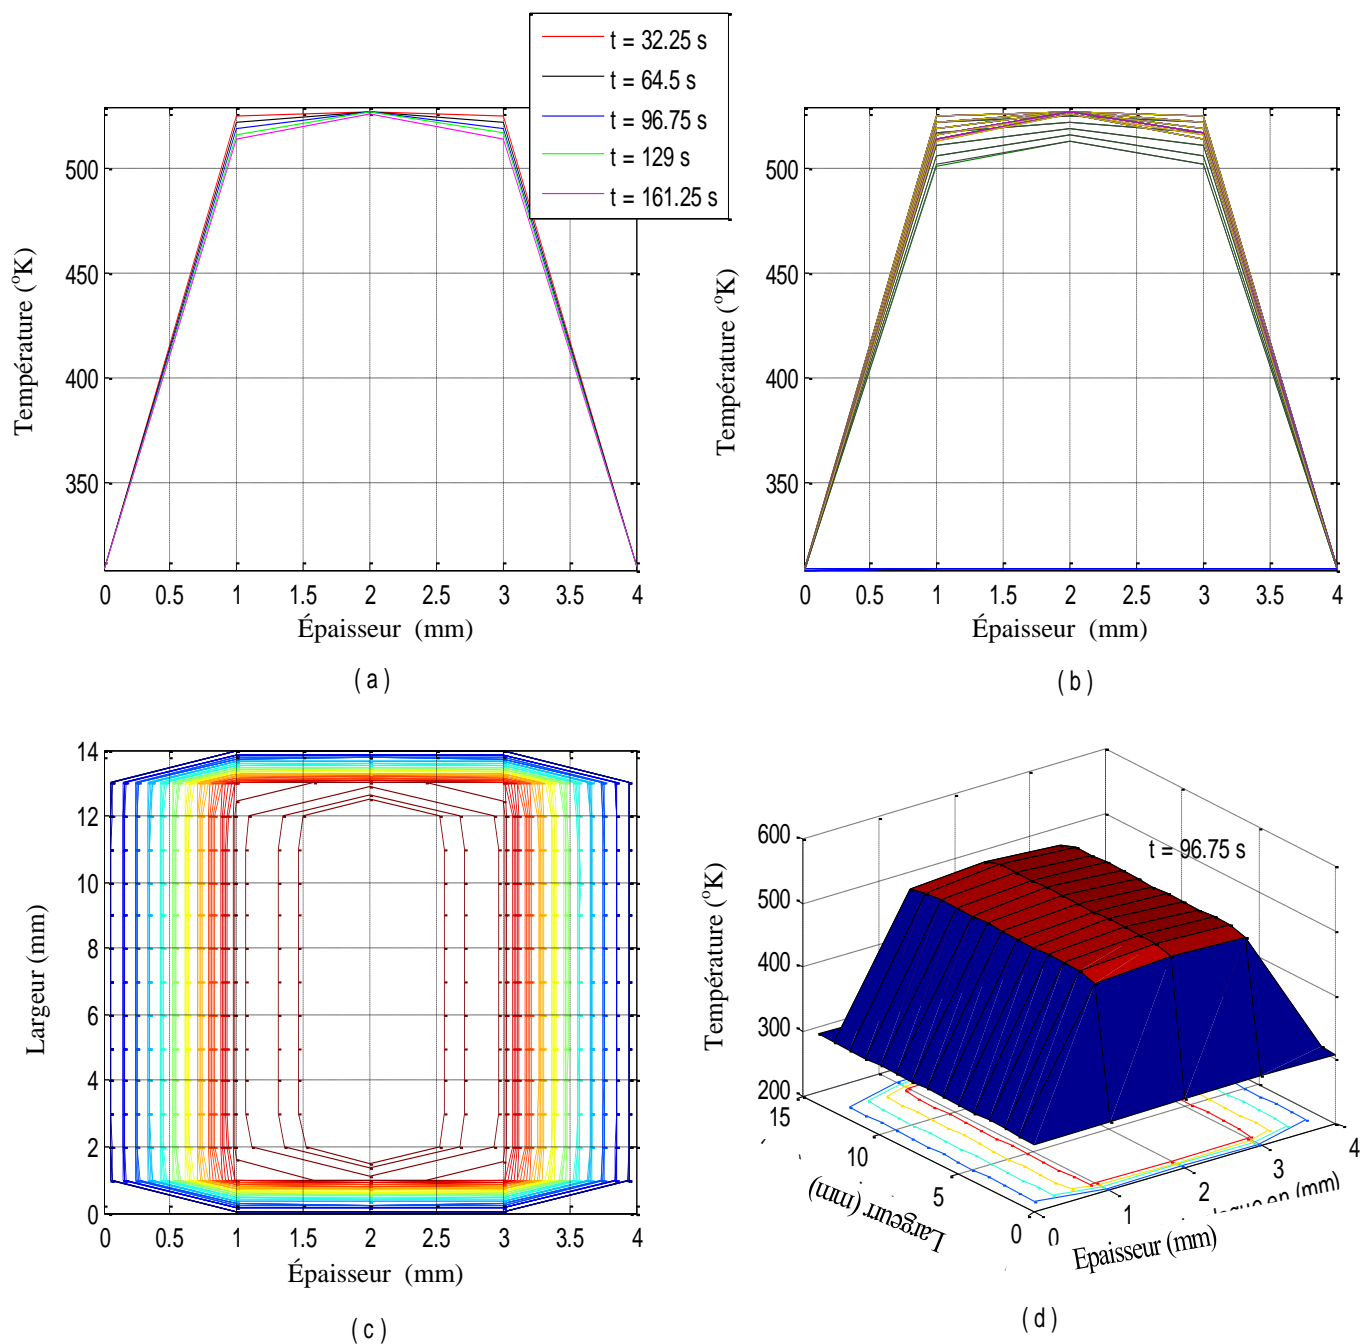 t = 32.25 s
t = 64.5 s
t = 96.75 s
t = 129 s
t = 161.25 s
500
450
400
350
0 0.5 1 1.5 2 2.5 3 3.5 4
Température (°K)
Épaisseur (mm)
( a )
500
450
400
350
0 0.5 1 1.5 2 2.5 3 3.5 4
Température (°K)
Épaisseur (mm)
( b )
14
12
10
8
6
4
2
0
0 0.5 1 1.5 2 2.5 3 3.5 4
Largeur (mm)
Épaisseur (mm)
( c )
t = 96.75 s
600
500
400
300
200
Température (°K)
15
10
5
0
Largeurr (mm)
0
1
2
3
4
en (mm)
Epaisseur (mm)
( d )